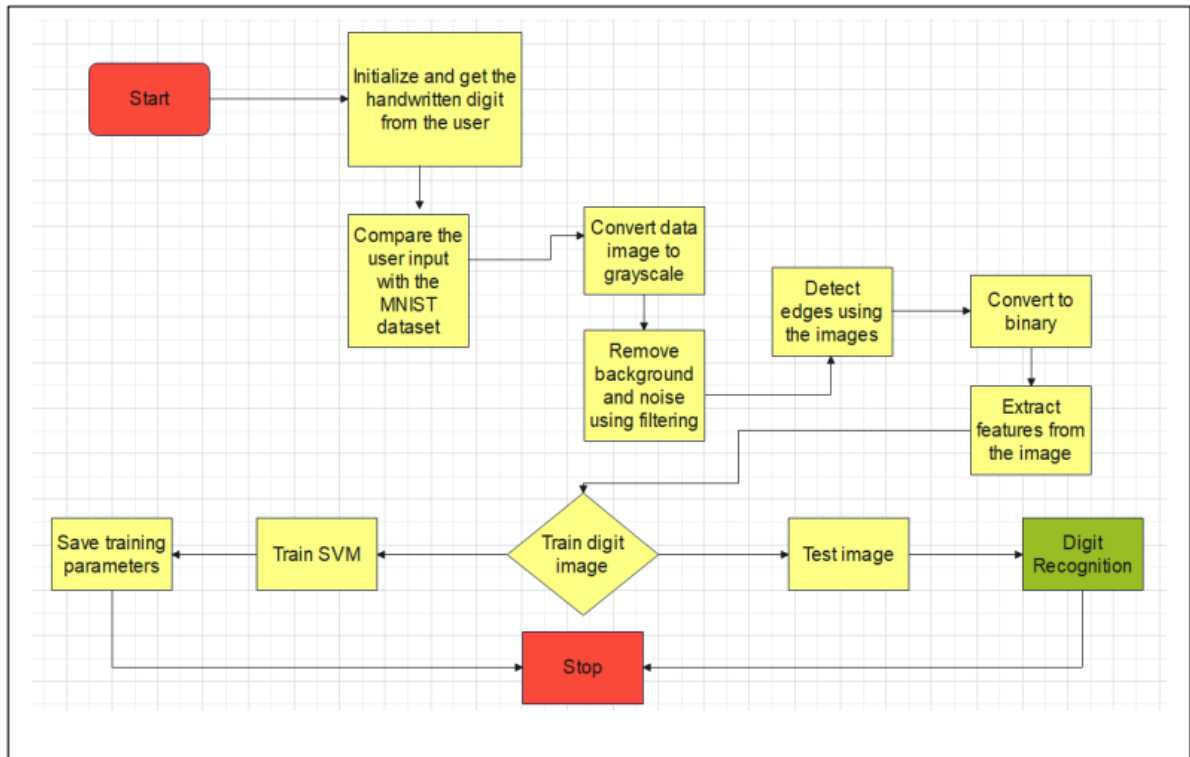 Start
Initialize and get the
handwritten digit
from the user
Compare the
user input
with the
MNIST
dataset
Convert data
image to
grayscale
Remove
background
and noise
using filtering
Detect
edges using
the images
Convert to
binary
Extract
features from
the image
Train digit
image
Train SVM
Save training
parameters
Test image
Digit
Recognition
Stop